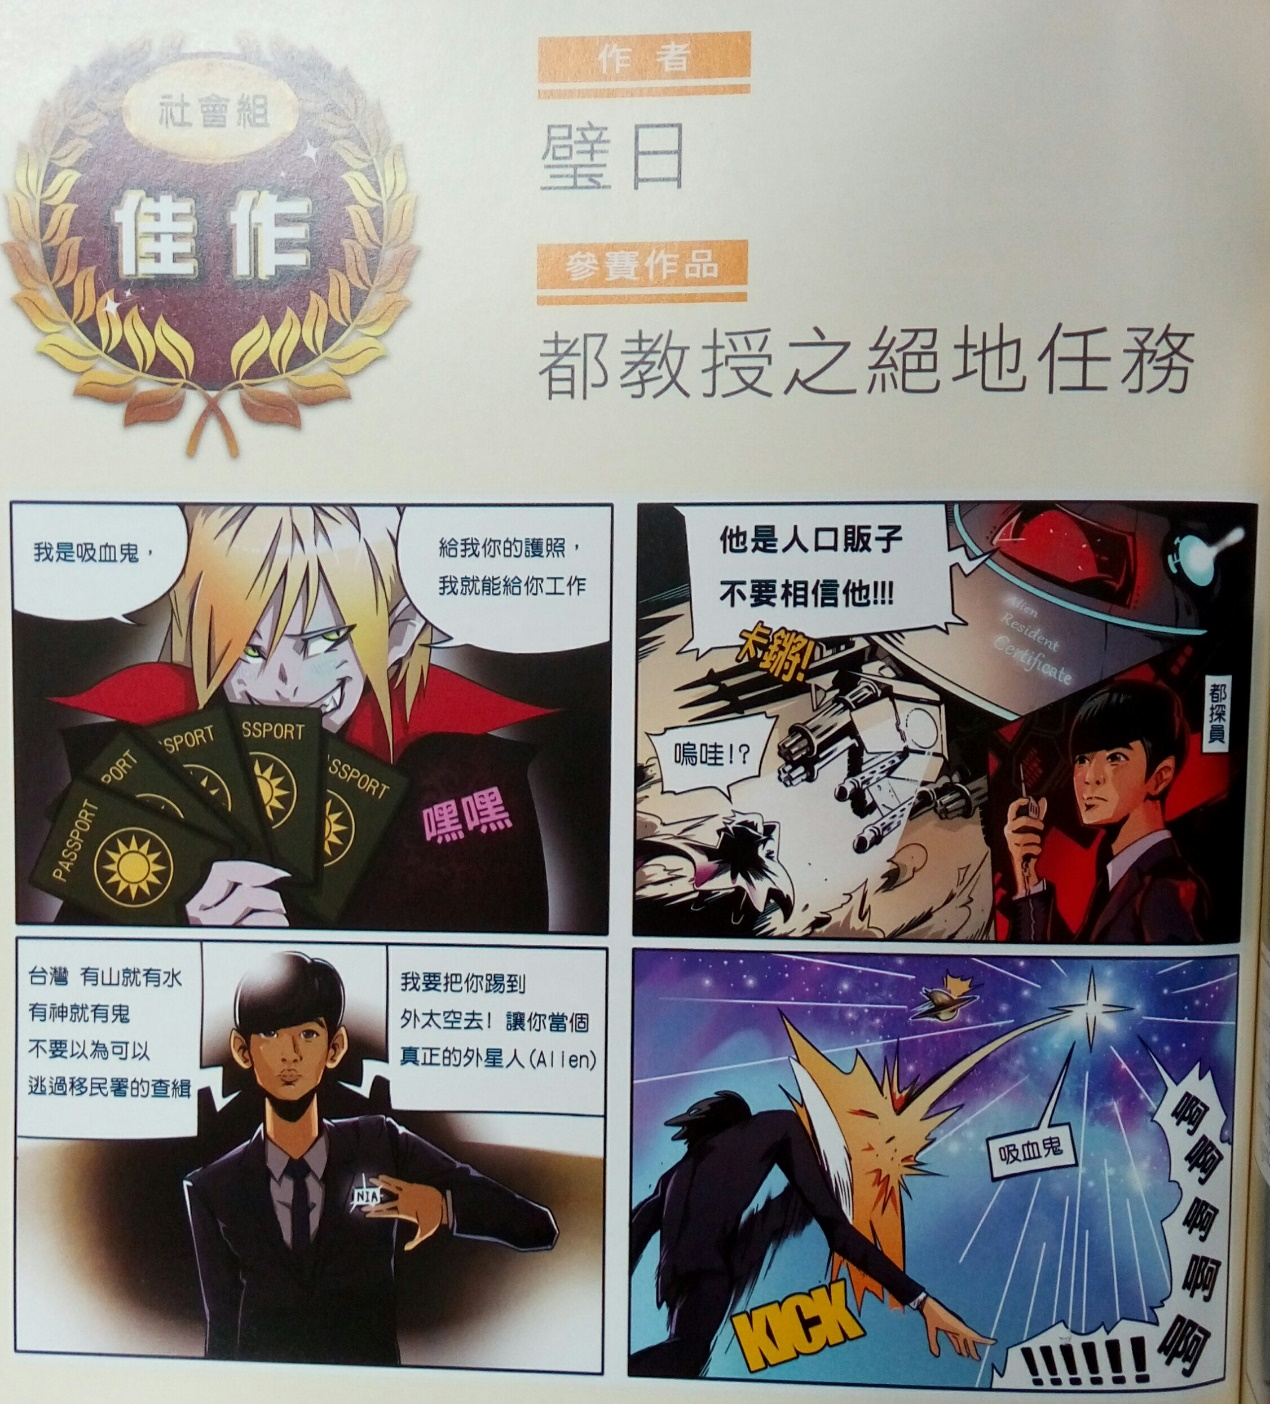 社會組
佳作
作者
璧日
參賽作品
都教授之絕地任務
我是吸血鬼，
給我你的護照，
我就能給你工作
PASSPORT
PORT
SPORT
SSPORT
ASSPORT
嘿嘿
他是人口販子
不要相信他!!!
卡鏘!
Alien
Resident
Certificate
都探員
嗚哇!?
台灣 有山就有水
有神就有鬼
不要以為可以
逃過移民署的查緝
我要把你踢到
外太空去! 讓你當個
真正的外星人(Alien)
NIA
吸血鬼
啊啊啊啊啊
!!!!!!
KICK